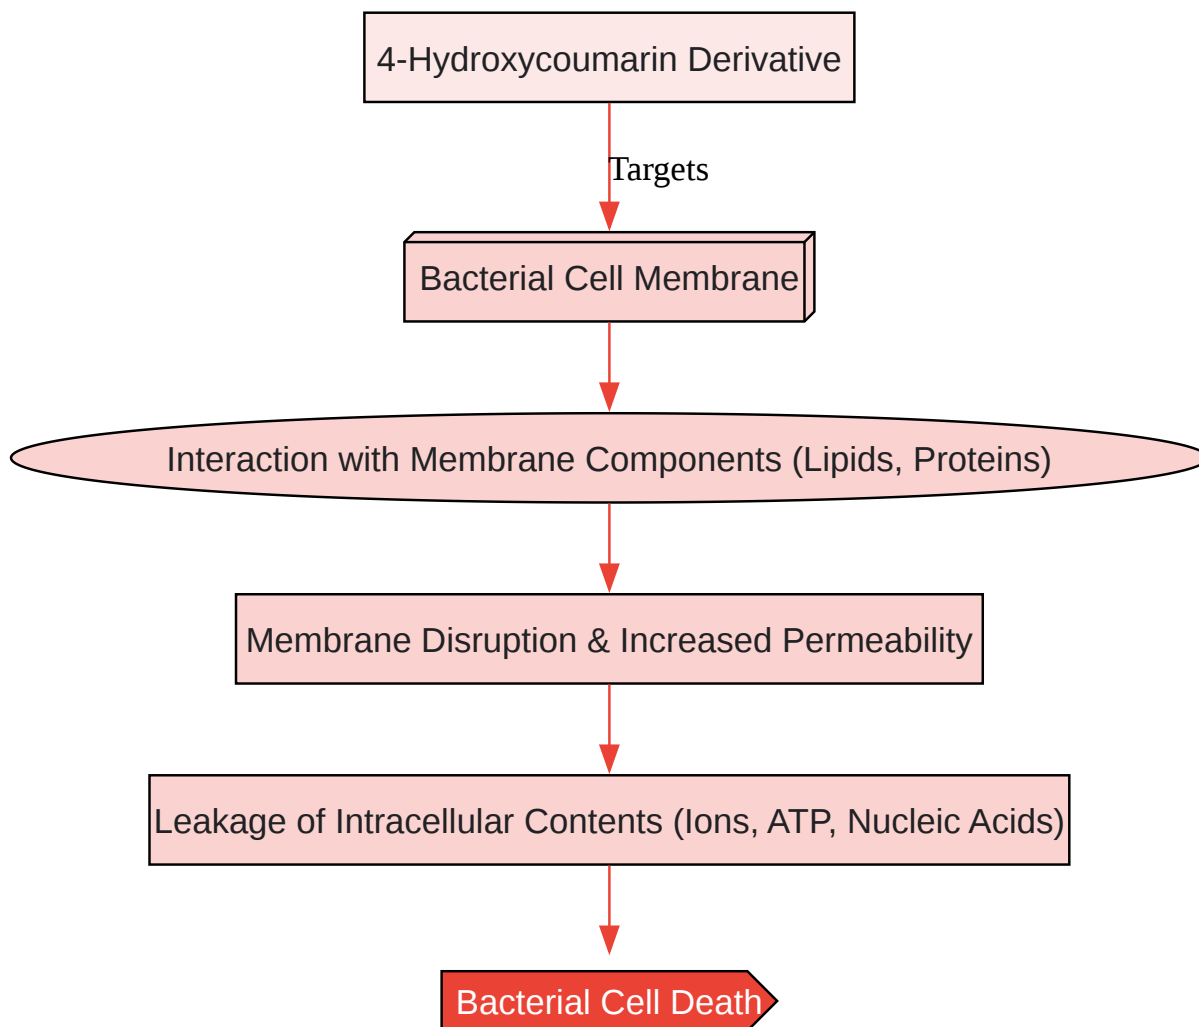 4-Hydroxycoumarin Derivative
Targets
Bacterial Cell Membrane
Interaction with Membrane Components (Lipids, Proteins)
Membrane Disruption & Increased Permeability
Leakage of Intracellular Contents (Ions, ATP, Nucleic Acids)
Bacterial Cell Death